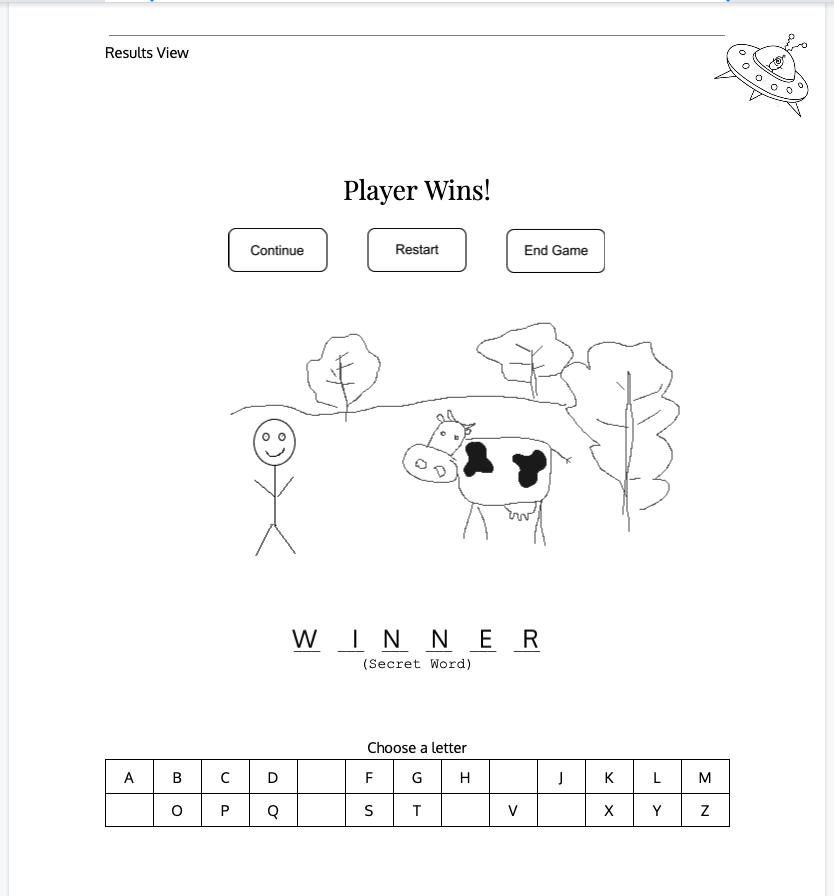 Results View
Player Wins!
Continue Restart End Game
W I N N E R
(Secret Word)
Choose a letter
A B C D F G H J K L M
O P Q S T V X Y Z